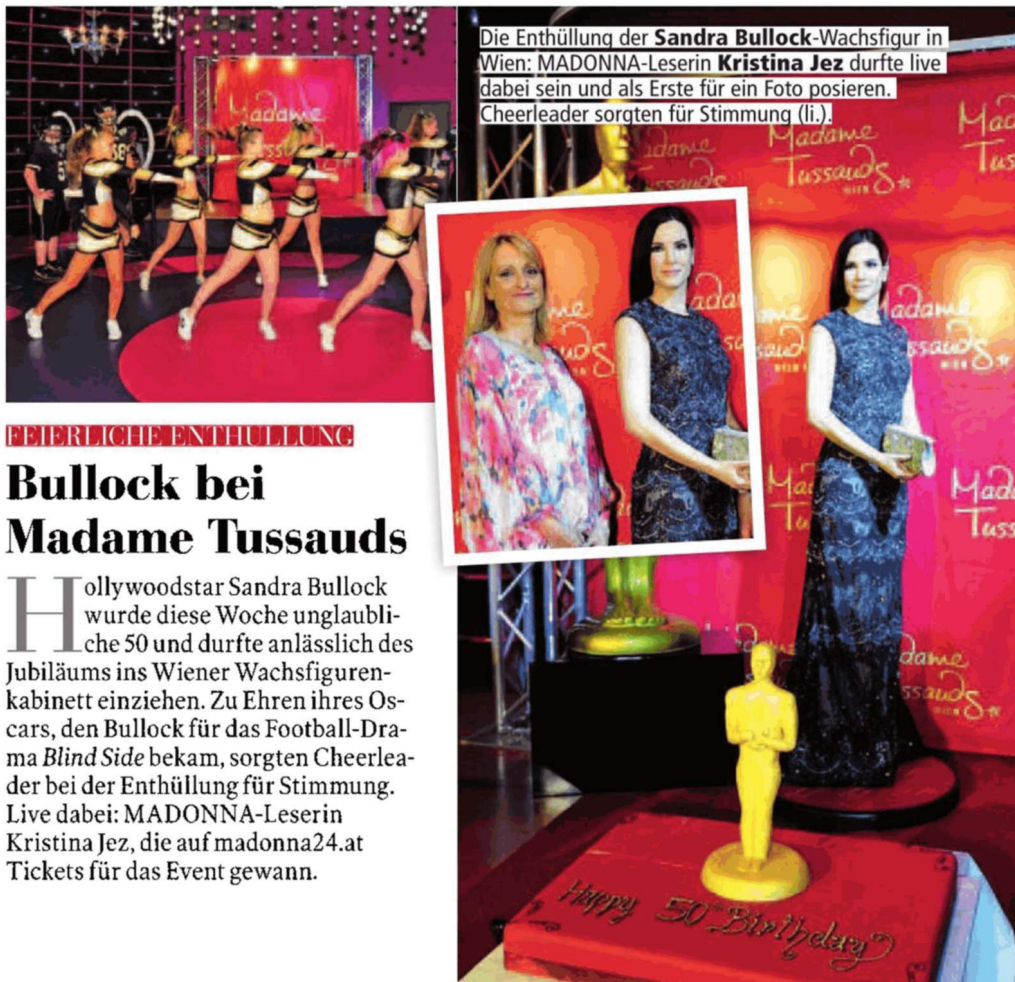 Die Enthüllung der Sandra Bullock-Wachsfigur in
Wien: MADONNA-Leserin Kristina Jez durfte live
dabei sein und als Erste für ein Foto posieren.
Cheerleader sorgten für Stimmung (li.).
Madame
Tussauds
WIEN
FEIERLICHE ENTHÜLLUNG
Bullock bei
Madame Tussauds
Hollywoodstar Sandra Bullock
wurde diese Woche unglaubli-
che 50 und durfte anlässlich des
Jubiläums ins Wiener Wachsfiguren-
kabinett einziehen. Zu Ehren ihres Os-
cars, den Bullock für das Football-Dra-
ma Blind Side bekam, sorgten Cheerlea-
der bei der Enthüllung für Stimmung.
Live dabei: MADONNA-Leserin
Kristina Jez, die auf madonna24.at
Tickets für das Event gewann.
Happy 50th Birthday